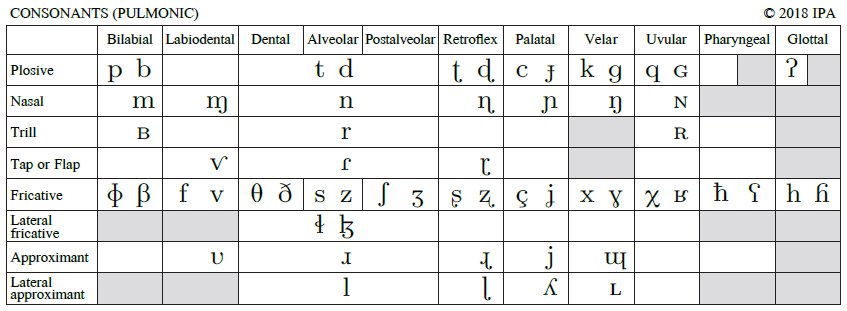 CONSONANTS (PULMONIC) © 2018 IPA
Bilabial Labiodental Dental Alveolar Postalveolar Retroflex Palatal Velar Uvular Pharyngeal Glottal
Plosive p b t d ʈ ɖ c ɟ k ɡ q ɢ ʔ
Nasal m ɱ n ɳ ɲ ŋ ɴ
Trill ʙ r ʀ
Tap or Flap ⱱ ɾ ɽ
Fricative ɸ β f v θ ð s z ʃ ʒ ʂ ʐ ç ʝ x ɣ χ ʁ ħ ʕ h ɦ
Lateral
fricative ɬ ɮ
Approximant ʋ ɹ ɻ j ɰ
Lateral
approximant l ɭ ʎ ʟ